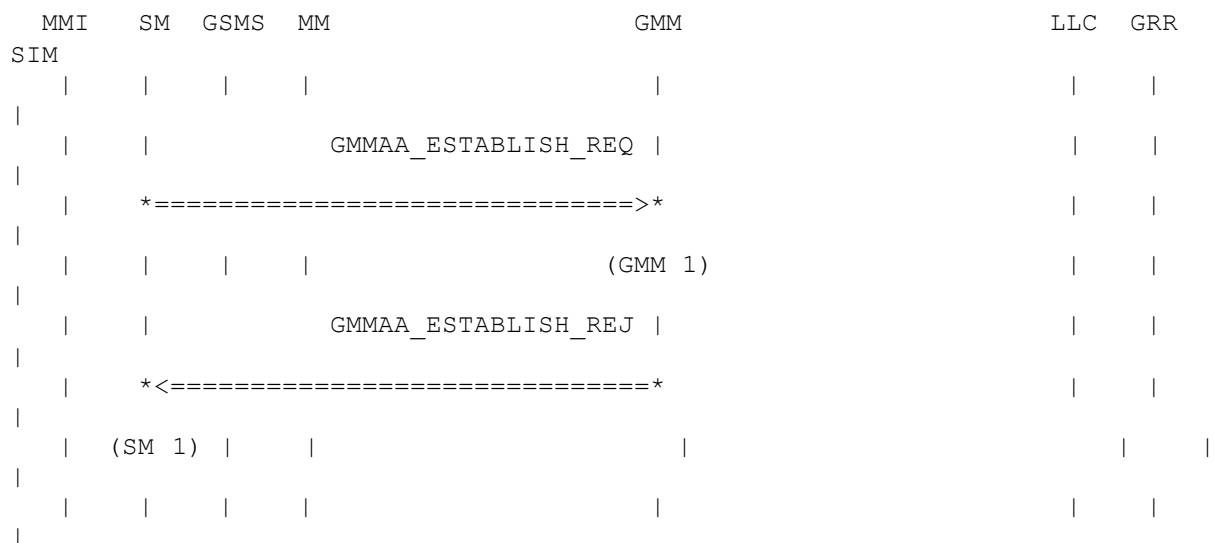 MMI   SM  GSMS  MM                    GMM                       LLC  GRR
SIM
   |    |    |    |                     |                         |    |
|
   |    |           GMMAA_ESTABLISH_REQ |                         |    |
|
   |    *==============================>*                         |    |
|
   |    |    |    |                  (GMM 1)                      |    |
|
   |    |           GMMAA_ESTABLISH_REJ |                         |    |
|
   |    *<==============================*                         |    |
|
   |  (SM 1) |    |                      |                          |    |
|
   |    |    |    |                     |                         |    |
|